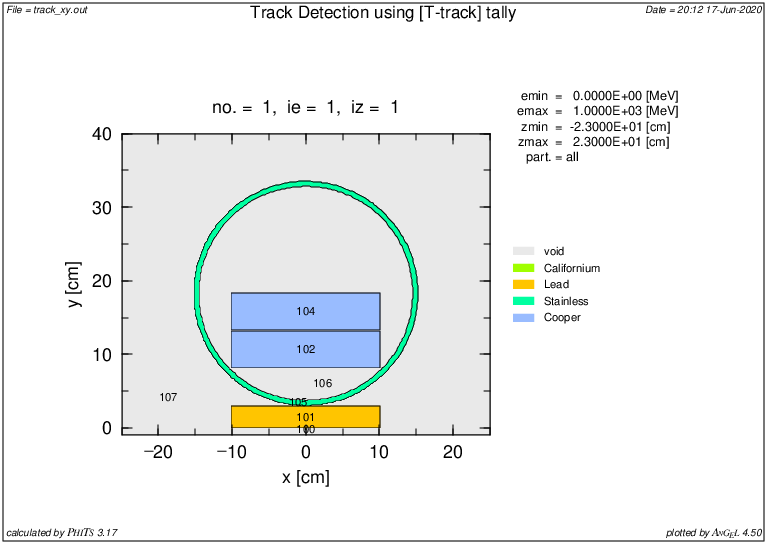 File = track_xy.out
Track Detection using [T-track] tally
Date = 20:12 17-Jun-2020
no. = 1, ie = 1, iz = 1
emin = 0.0000E+00 [MeV]
emax = 1.0000E+03 [MeV]
zmin = -2.3000E+01 [cm]
zmax = 2.3000E+01 [cm]
part. = all
40
30
20
10
0
y [cm]
104
102
106
107
105
101
100
void
Californium
Lead
Stainless
Cooper
−20
−10
0
10
20
x [cm]
calculated by PHITS 3.17
plotted by ANGEL 4.50